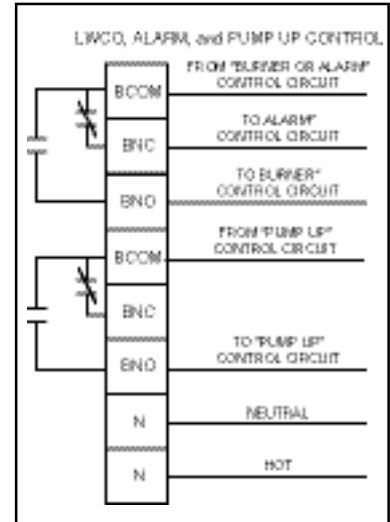 LWCO, ALARM, and PUMP UP CONTROL
FROM "BURNER OR ALARM"
CONTROL CIRCUIT
BCOM
TO ALARM"
CONTROL CIRCUIT
BNC
TO BURNER"
CONTROL CIRCUIT
BNO
FROM "PUMP UP"
CONTROL CIRCUIT
BCOM
BNC
TO "PUMP UP"
CONTROL CIRCUIT
BNO
NEUTRAL
N
HOT
N